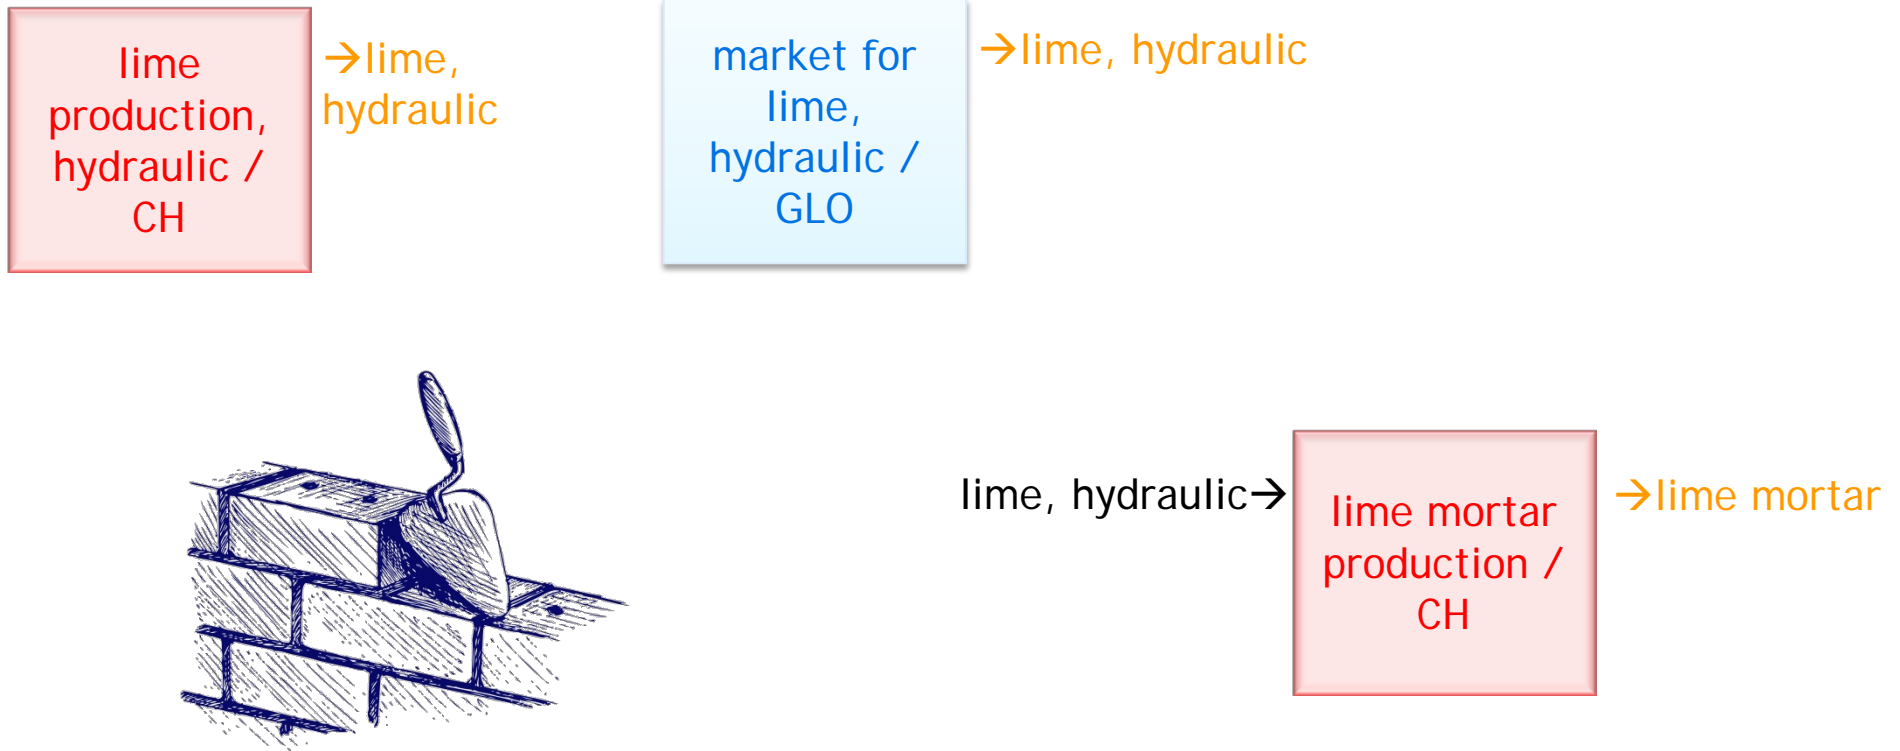 lime
production,
hydraulic /
CH
→lime,
hydraulic
market for
lime,
hydraulic /
GLO
→lime, hydraulic
lime, hydraulic→
lime mortar
production /
CH
→lime mortar